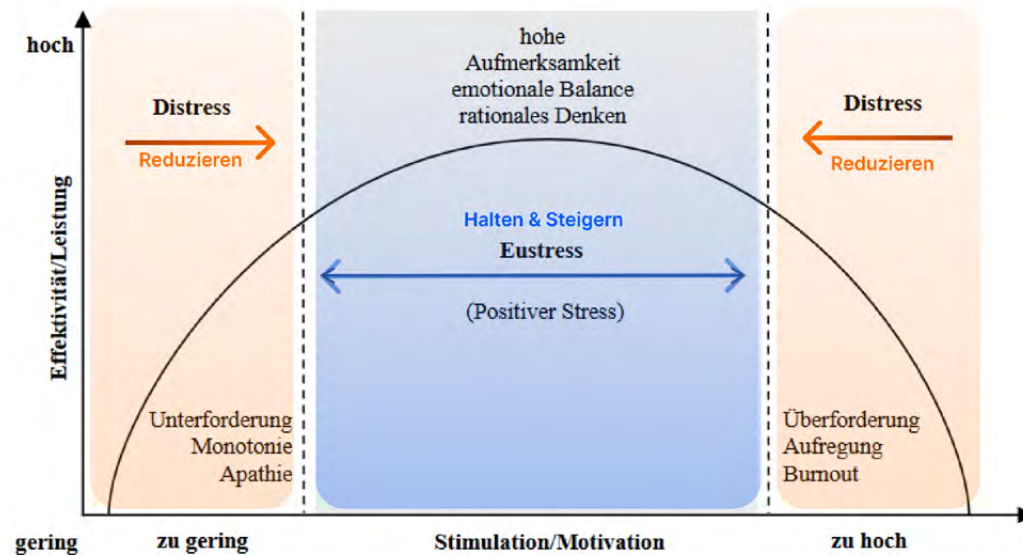 hoch
hohe
Aufmerksamkeit
emotionale Balance
rationales Denken
Distress
Reduzieren
Distress
Reduzieren
Effektivität/Leistung
Halten & Steigern
Eustress
(Positiver Stress)
Unterforderung
Monotonie
Apathie
Überforderung
Aufregung
Burnout
gering
zu gering
Stimulation/Motivation
zu hoch